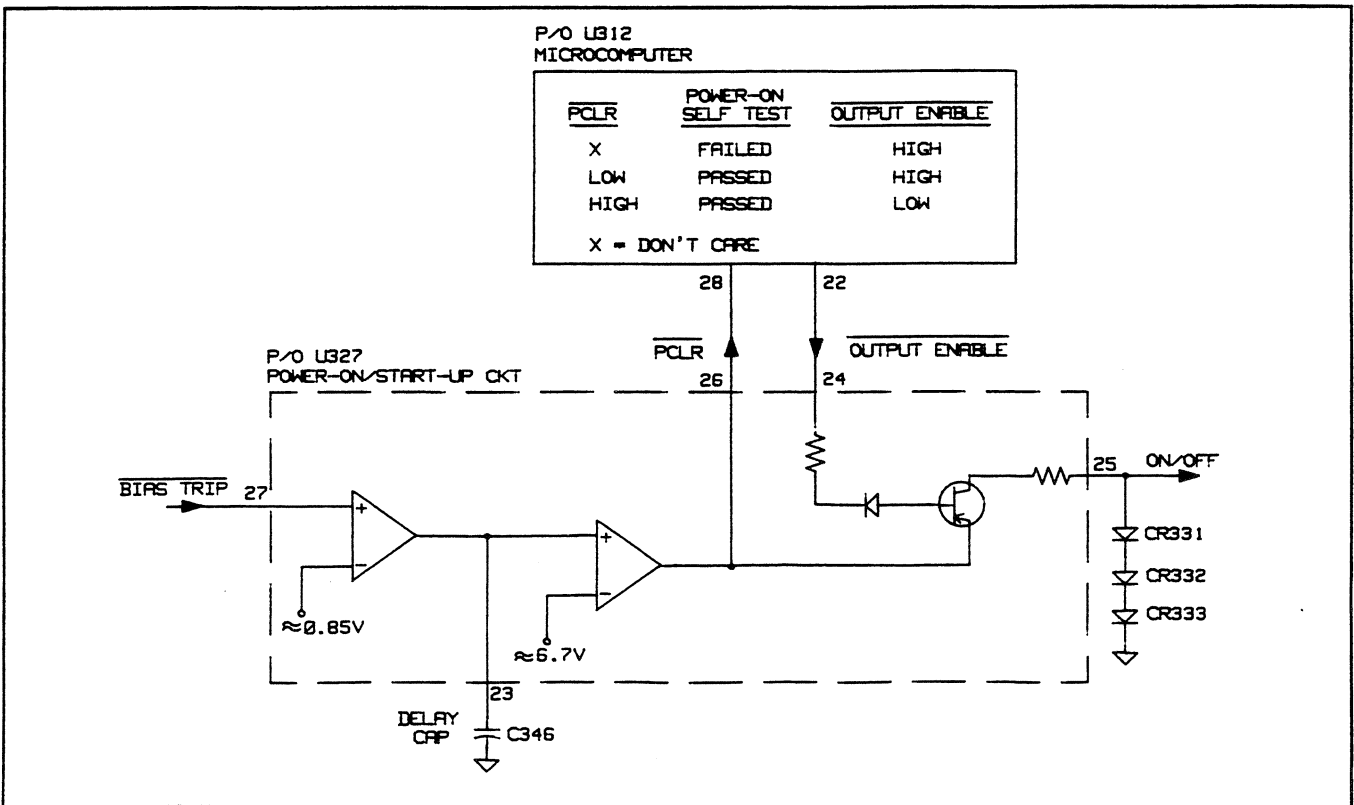 P/O U312
MICROCOMPUTER
PCLR POWER-ON SELF TEST OUTPUT ENABLE
X FAILED HIGH
LOW PASSED HIGH
HIGH PASSED LOW
X = DON'T CARE
28 22
PCLR OUTPUT ENABLE
P/O U327
POWER-ON/START-UP CKT
26 24
BIAS TRIP 27
+
-
≈0.85V
+
-
≈6.7V
25 ON/OFF
CR331
CR332
CR333
23
DELAY
CAP
C346